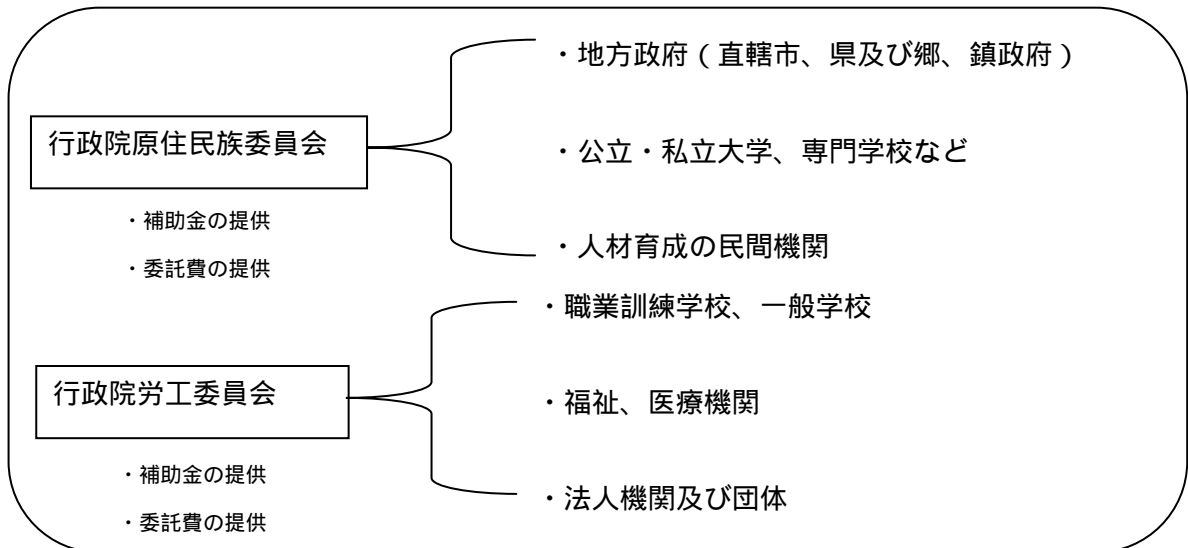 行政院原住民族委員会
・補助金の提供
・委託費の提供
・地方政府(直轄市、県及び郷、鎮政府)
・公立・私立大学、専門学校など
・人材育成の民間機関
行政院労工委員会
・補助金の提供
・委託費の提供
・職業訓練学校、一般学校
・福祉、医療機関
・法人機関及び団体